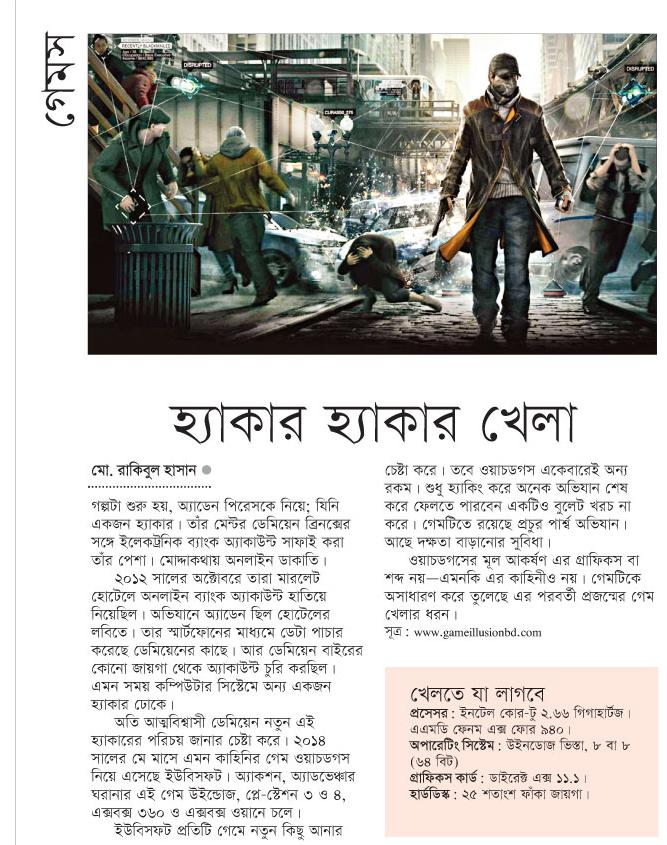 গেমস
RECENTLY BLACKMAILED
DISRUPTED
DISRUPTED
হ্যাকার হ্যাকার খেলা
মো. রাকিবুল হাসান
গল্পটা শুরু হয়, অ্যাডেন পিরেসকে নিয়ে; যিনি
একজন হ্যাকার। তাঁর মেন্টর ডেমিয়েন ব্রিনক্সের
সঙ্গে ইলেকট্রনিক ব্যাংক অ্যাকাউন্ট সাফাই করা
তাঁর পেশা। মোদ্দাকথায় অনলাইন ডাকাতি।
২০১২ সালের অক্টোবরে তারা মারলেট
হোটেলে অনলাইন ব্যাংক অ্যাকাউন্ট হাতিয়ে
নিয়েছিল। অভিযানে অ্যাডেন ছিল হোটেলের
লবিতে। তার স্মার্টফোনের মাধ্যমে ডেটা পাচার
করেছে ডেমিয়েনের কাছে। আর ডেমিয়েন বাইরের
কোনো জায়গা থেকে অ্যাকাউন্ট চুরি করছিল।
এমন সময় কম্পিউটার সিস্টেমে অন্য একজন
হ্যাকার ঢোকে।
অতি আত্মবিশ্বাসী ডেমিয়েন নতুন এই
হ্যাকারের পরিচয় জানার চেষ্টা করে। ২০১৪
সালের মে মাসে এমন কাহিনির গেম ওয়াচডগস
নিয়ে এসেছে ইউবিসফট। অ্যাকশন, অ্যাডভেঞ্চার
ঘরানার এই গেম উইন্ডোজ, প্লে-স্টেশন ৩ ও ৪,
এক্সবক্স ৩৬০ ও এক্সবক্স ওয়ানে চলে।
ইউবিসফট প্রতিটি গেমে নতুন কিছু আনার
চেষ্টা করে। তবে ওয়াচডগস একেবারেই অন্য
রকম। শুধু হ্যাকিং করে অনেক অভিযান শেষ
করে ফেলতে পারবেন একটিও বুলেট খরচ না
করে। গেমটিতে রয়েছে প্রচুর পার্শ্ব অভিযান।
আছে দক্ষতা বাড়ানোর সুবিধা।
ওয়াচডগসের মূল আকর্ষণ এর গ্রাফিকস বা
শব্দ নয়—এমনকি এর কাহিনীও নয়। গেমটিকে
অসাধারণ করে তুলেছে এর পরবর্তী প্রজন্মের গেম
খেলার ধরন।
সূত্র : www.gameillusionbd.com
খেলতে যা লাগবে
প্রসেসর : ইনটেল কোর-টু ২.৬৬ গিগাহার্টজ।
এএমডি ফেনম এক্স ফোর ৯৪০।
অপারেটিং সিস্টেম : উইনডোজ ভিস্তা, ৮ বা ৮
(৬৪ বিট)
গ্রাফিকস কার্ড : ডাইরেক্ট এক্স ১১.১।
হার্ডডিস্ক : ২৫ শতাংশ ফাঁকা জায়গা।